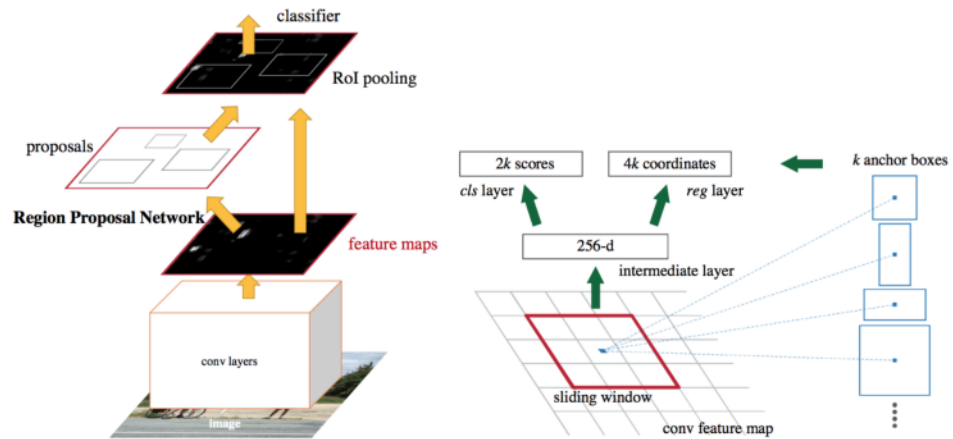 classifier
RoI pooling
proposals
Region Proposal Network
feature maps
conv layers
image
2k scores
4k coordinates
k anchor boxes
cls layer
reg layer
256-d
intermediate layer
sliding window
conv feature map